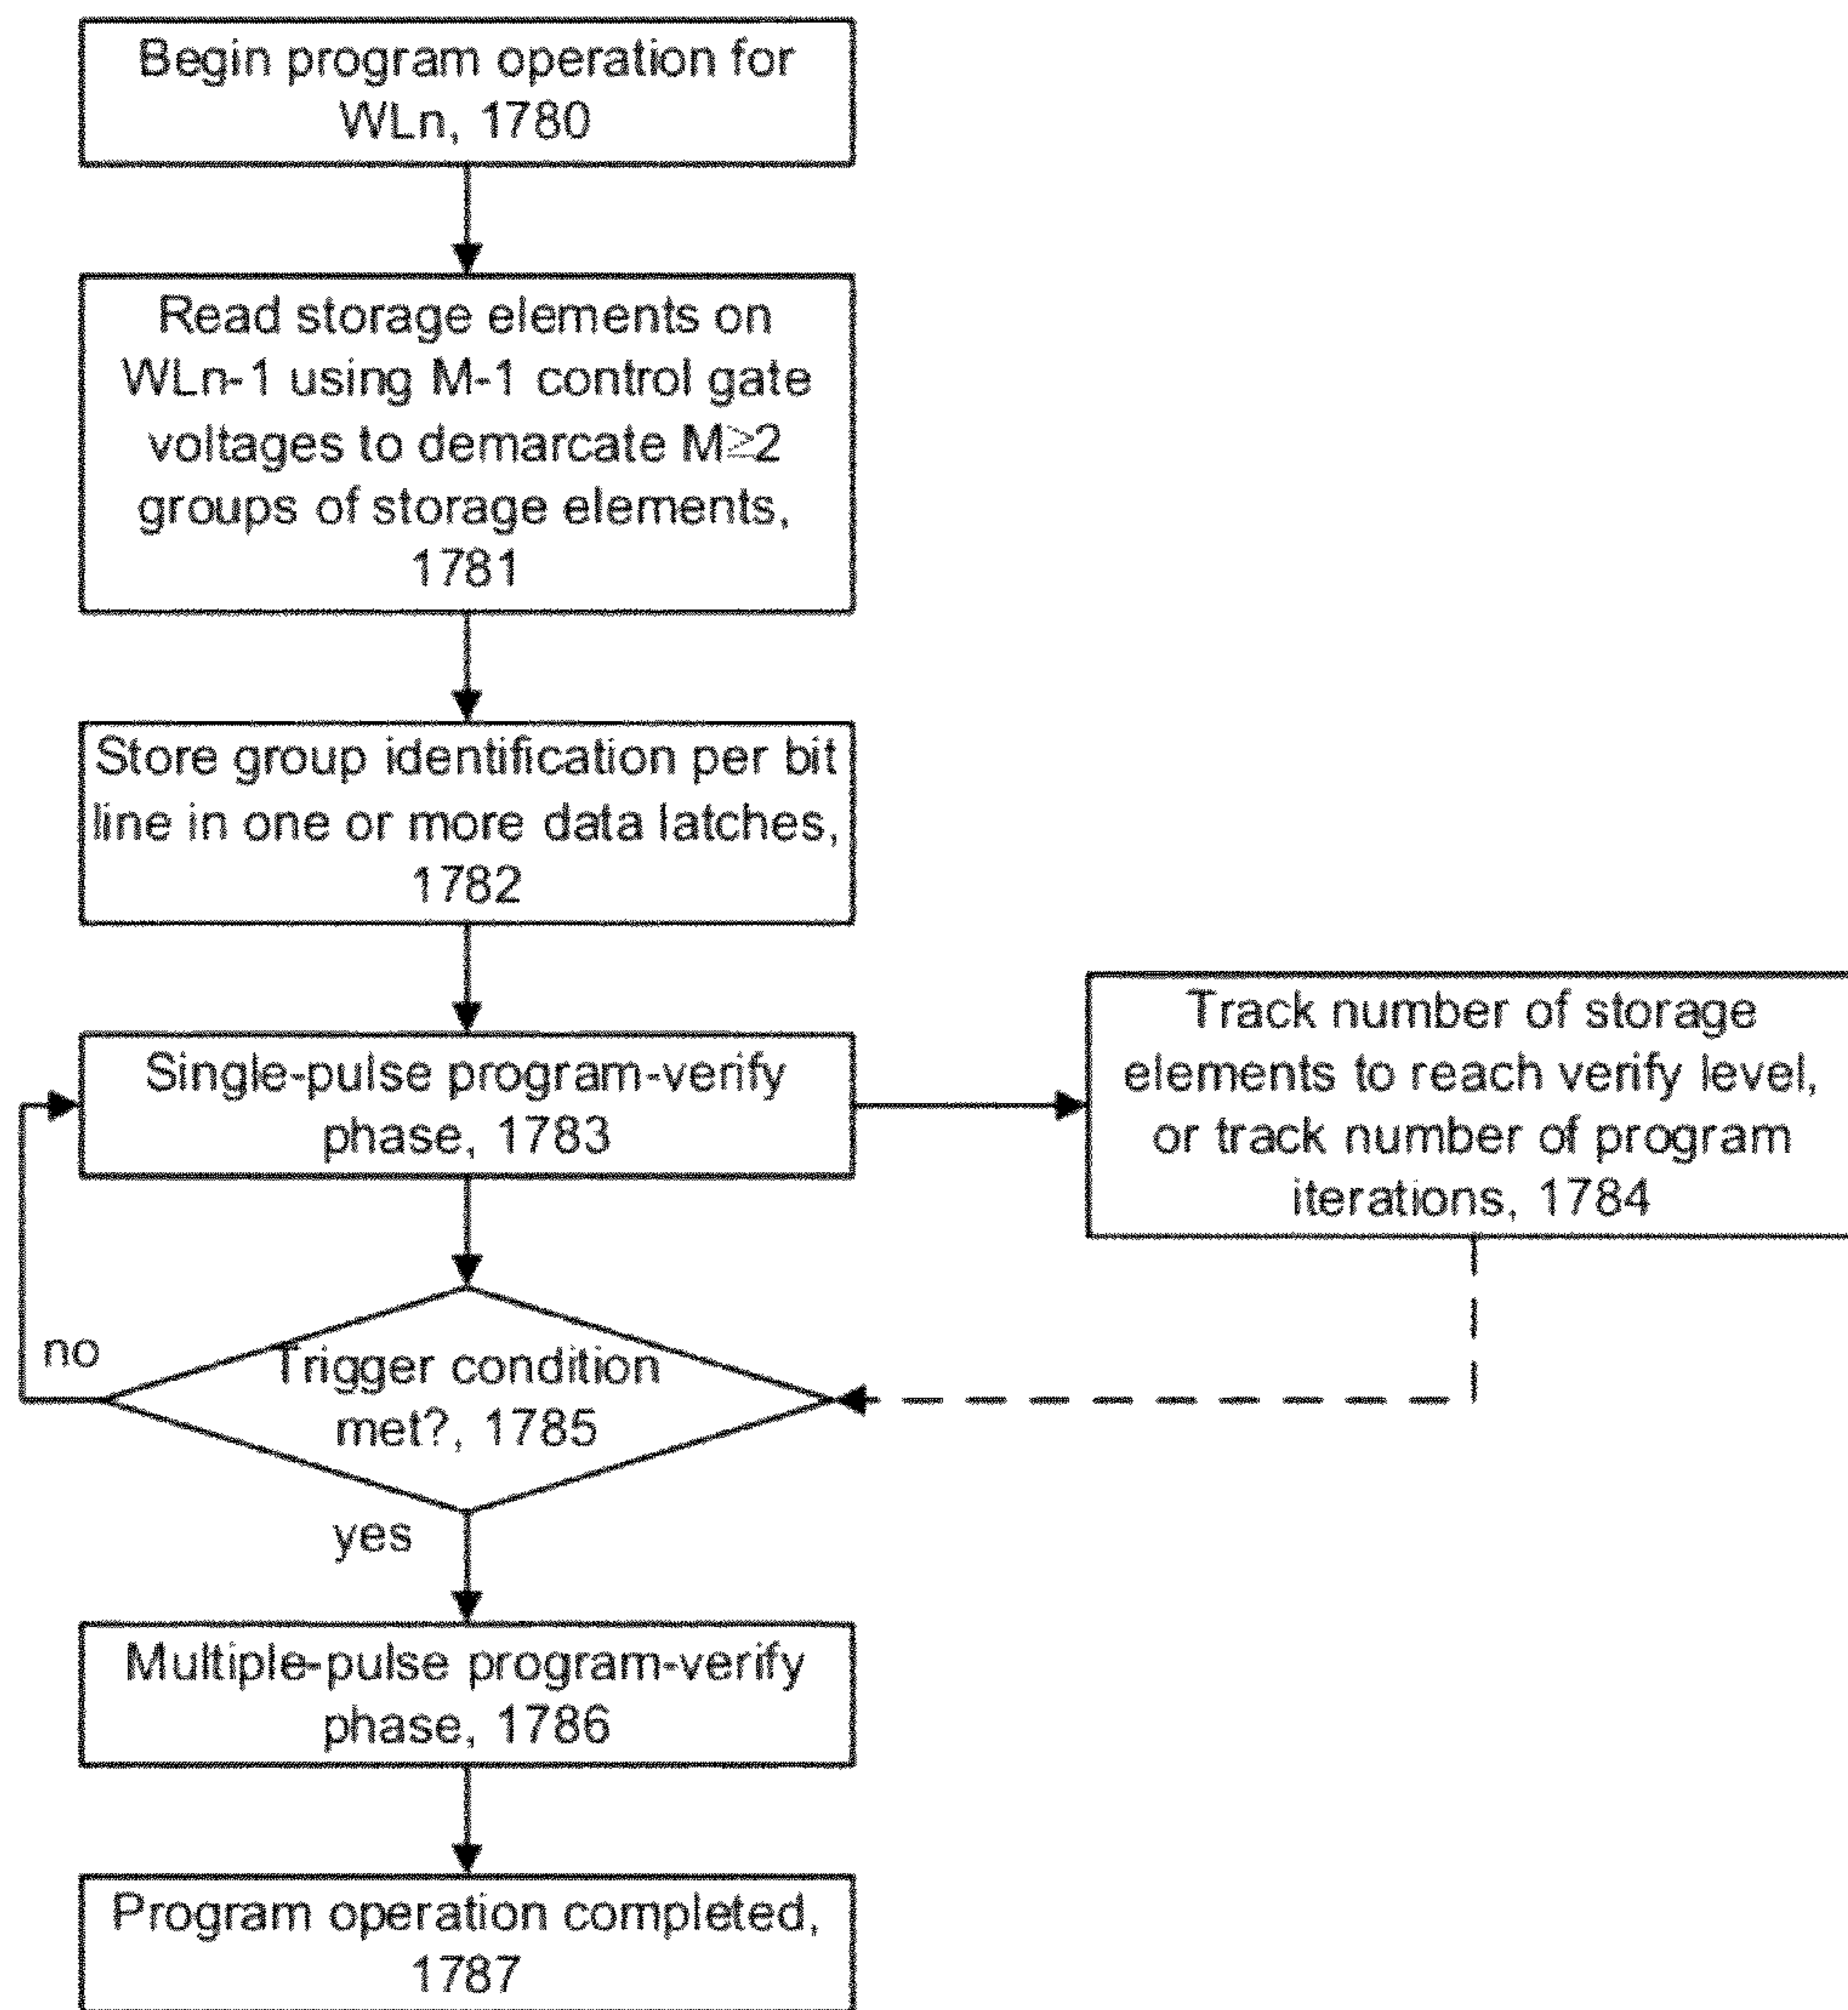 Begin program operation for
WLn, 1780
Read storage elements on
WLn-1 using M-1 control gate
voltages to demarcate M≥2
groups of storage elements,
1781
Store group identification per bit
line in one or more data latches,
1782
Single-pulse program-verify
phase, 1783
Track number of storage
elements to reach verify level,
or track number of program
iterations, 1784
no
Trigger condition
met?, 1785
yes
Multiple-pulse program-verify
phase, 1786
Program operation completed,
1787